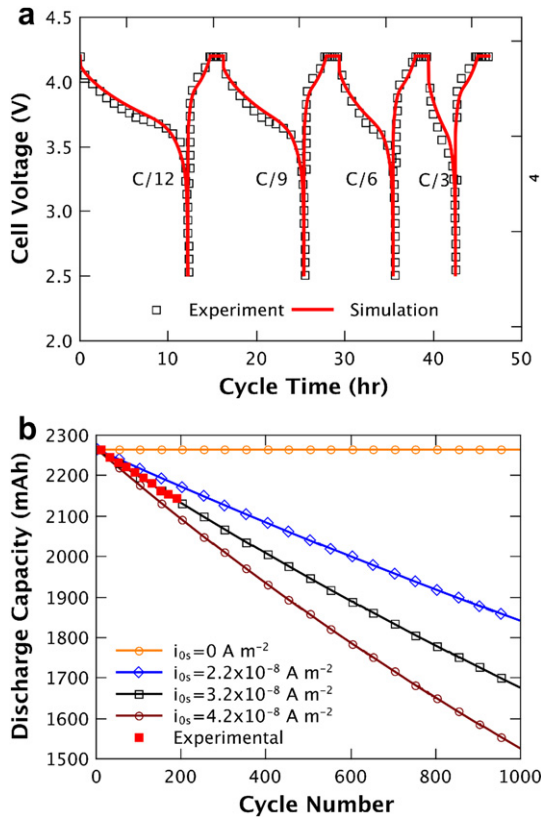 a
4.5
4.0
3.5
3.0
2.5
2.0
Cell Voltage (V)
C/12
C/9
C/6
C/3
4
Experiment
Simulation
0
10
20
30
40
50
Cycle Time (hr)
b
2300
2200
2100
2000
1900
1800
1700
1600
1500
Discharge Capacity (mAh)
i₀ₛ=0 A m⁻²
i₀ₛ=2.2x10⁻⁸ A m⁻²
i₀ₛ=3.2x10⁻⁸ A m⁻²
i₀ₛ=4.2x10⁻⁸ A m⁻²
Experimental
0
200
400
600
800
1000
Cycle Number